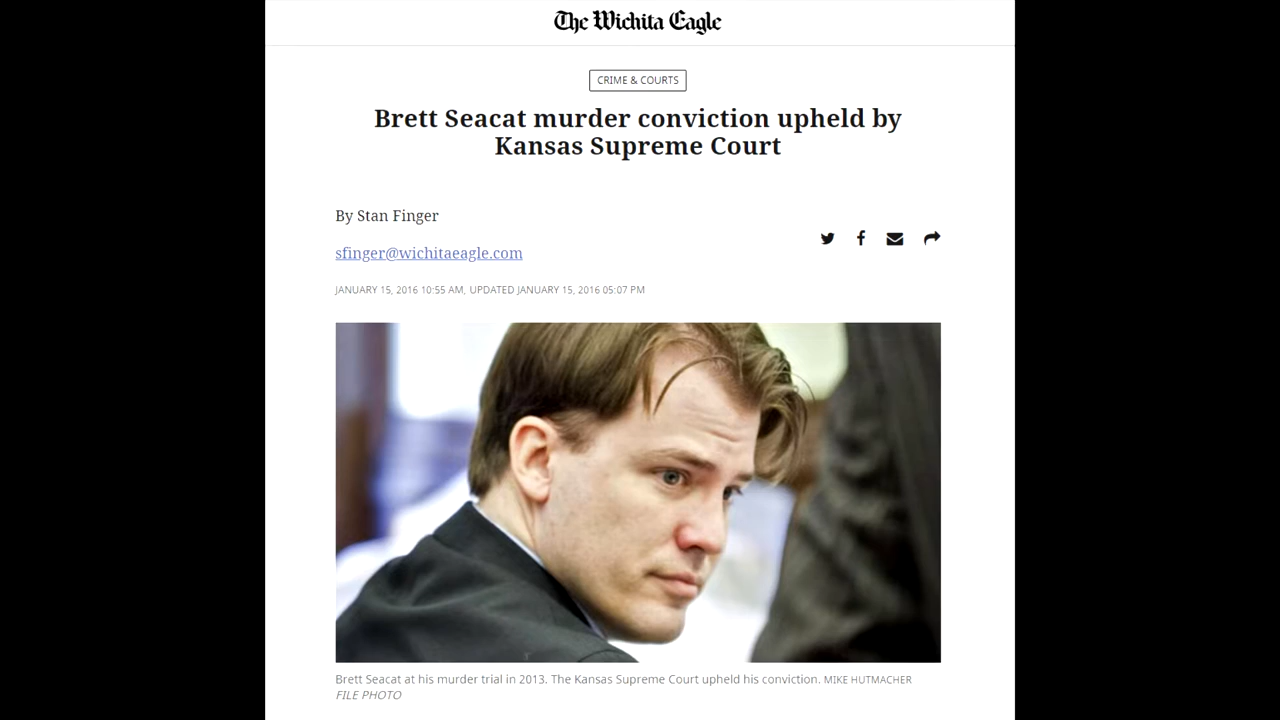 The Wichita Eagle
CRIME & COURTS
Brett Seacat murder conviction upheld by
Kansas Supreme Court
By Stan Finger
sfinger@wichitaeagle.com
JANUARY 15, 2016 10:55 AM, UPDATED JANUARY 15, 2016 05:07 PM
Brett Seacat at his murder trial in 2013. The Kansas Supreme Court upheld his conviction. MIKE HUTMACHER
FILE PHOTO